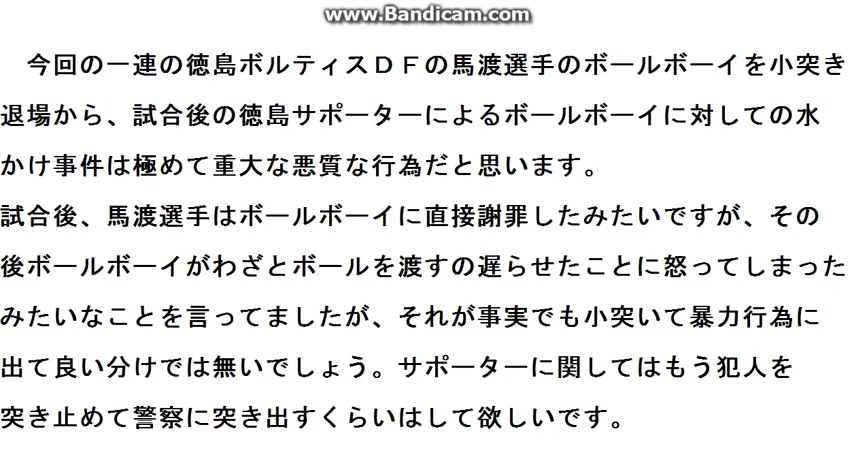 www.Bandicam.com
今回の一連の徳島ボルティスＤＦの馬渡選手のボールボーイを小突き
退場から、試合後の徳島サポーターによるボールボーイに対しての水
かけ事件は極めて重大な悪質な行為だと思います。
試合後、馬渡選手はボールボーイに直接謝罪したみたいですが、その
後ボールボーイがわざとボールを渡すの遅らせたことに怒ってしまった
みたいなことを言ってましたが、それが事実でも小突いて暴力行為に
出て良い分けでは無いでしょう。サポーターに関してはもう犯人を
突き止めて警察に突き出すくらいはして欲しいです。